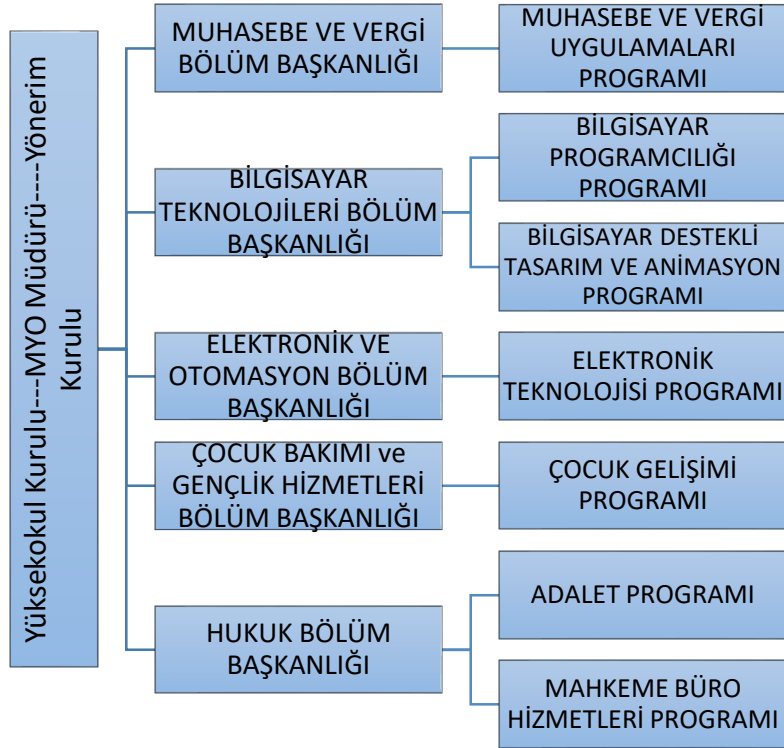 Yüksekokul Kurulu---MYO Müdürü----Yönerim
Kurulu
MUHASEBE VE VERGİ
BÖLÜM BAŞKANLIĞI
MUHASEBE VE VERGİ
UYGULAMALARI
PROGRAMI
BİLGİSAYAR
TEKNOLOJİLERİ BÖLÜM
BAŞKANLIĞI
BİLGİSAYAR
PROGRAMCILIĞI
PROGRAMI
BİLGİSAYAR DESTEKLİ
TASARIM VE ANİMASYON
PROGRAMI
ELEKTRONİK VE
OTOMASYON BÖLÜM
BAŞKANLIĞI
ELEKTRONİK
TEKNOLOJİSİ PROGRAMI
ÇOCUK BAKIMI ve
GENÇLİK HİZMETLERİ
BÖLÜM BAŞKANLIĞI
ÇOCUK GELİŞİMİ
PROGRAMI
HUKUK BÖLÜM
BAŞKANLIĞI
ADALET PROGRAMI
MAHKEME BÜRO
HİZMETLERİ PROGRAMI